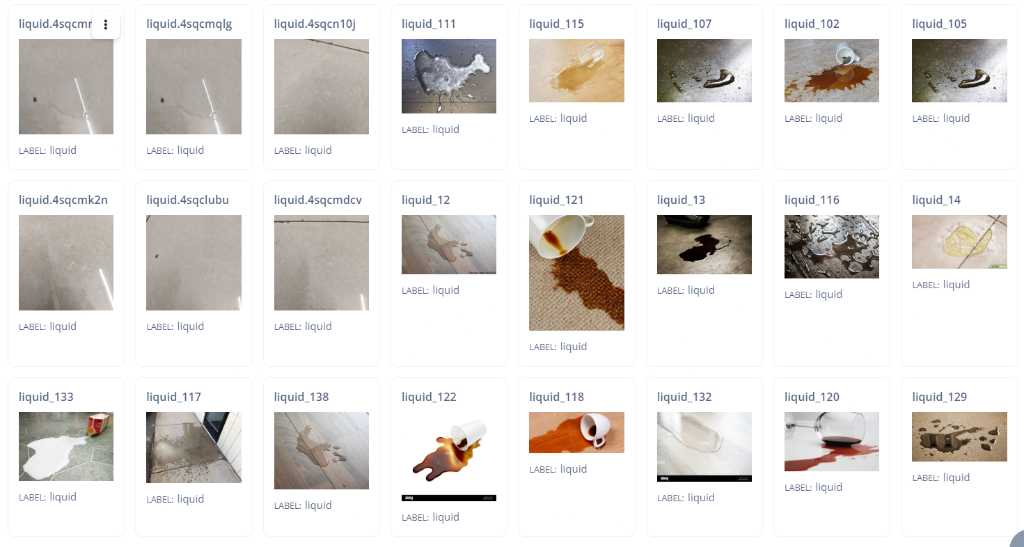 liquid.4sqcmr
liquid.4sqcmqlg
liquid.4sqcn10j
liquid_111
liquid_115
liquid_107
liquid_102
liquid_105
LABEL: liquid
LABEL: liquid
LABEL: liquid
LABEL: liquid
LABEL: liquid
LABEL: liquid
LABEL: liquid
LABEL: liquid
liquid.4sqcmk2n
liquid.4sqclubu
liquid.4sqcmdcv
liquid_12
liquid_121
liquid_13
liquid_116
liquid_14
LABEL: liquid
LABEL: liquid
LABEL: liquid
LABEL: liquid
LABEL: liquid
LABEL: liquid
LABEL: liquid
LABEL: liquid
liquid_133
liquid_117
liquid_138
liquid_122
liquid_118
liquid_132
liquid_120
liquid_129
LABEL: liquid
LABEL: liquid
LABEL: liquid
LABEL: liquid
LABEL: liquid
LABEL: liquid
LABEL: liquid
LABEL: liquid